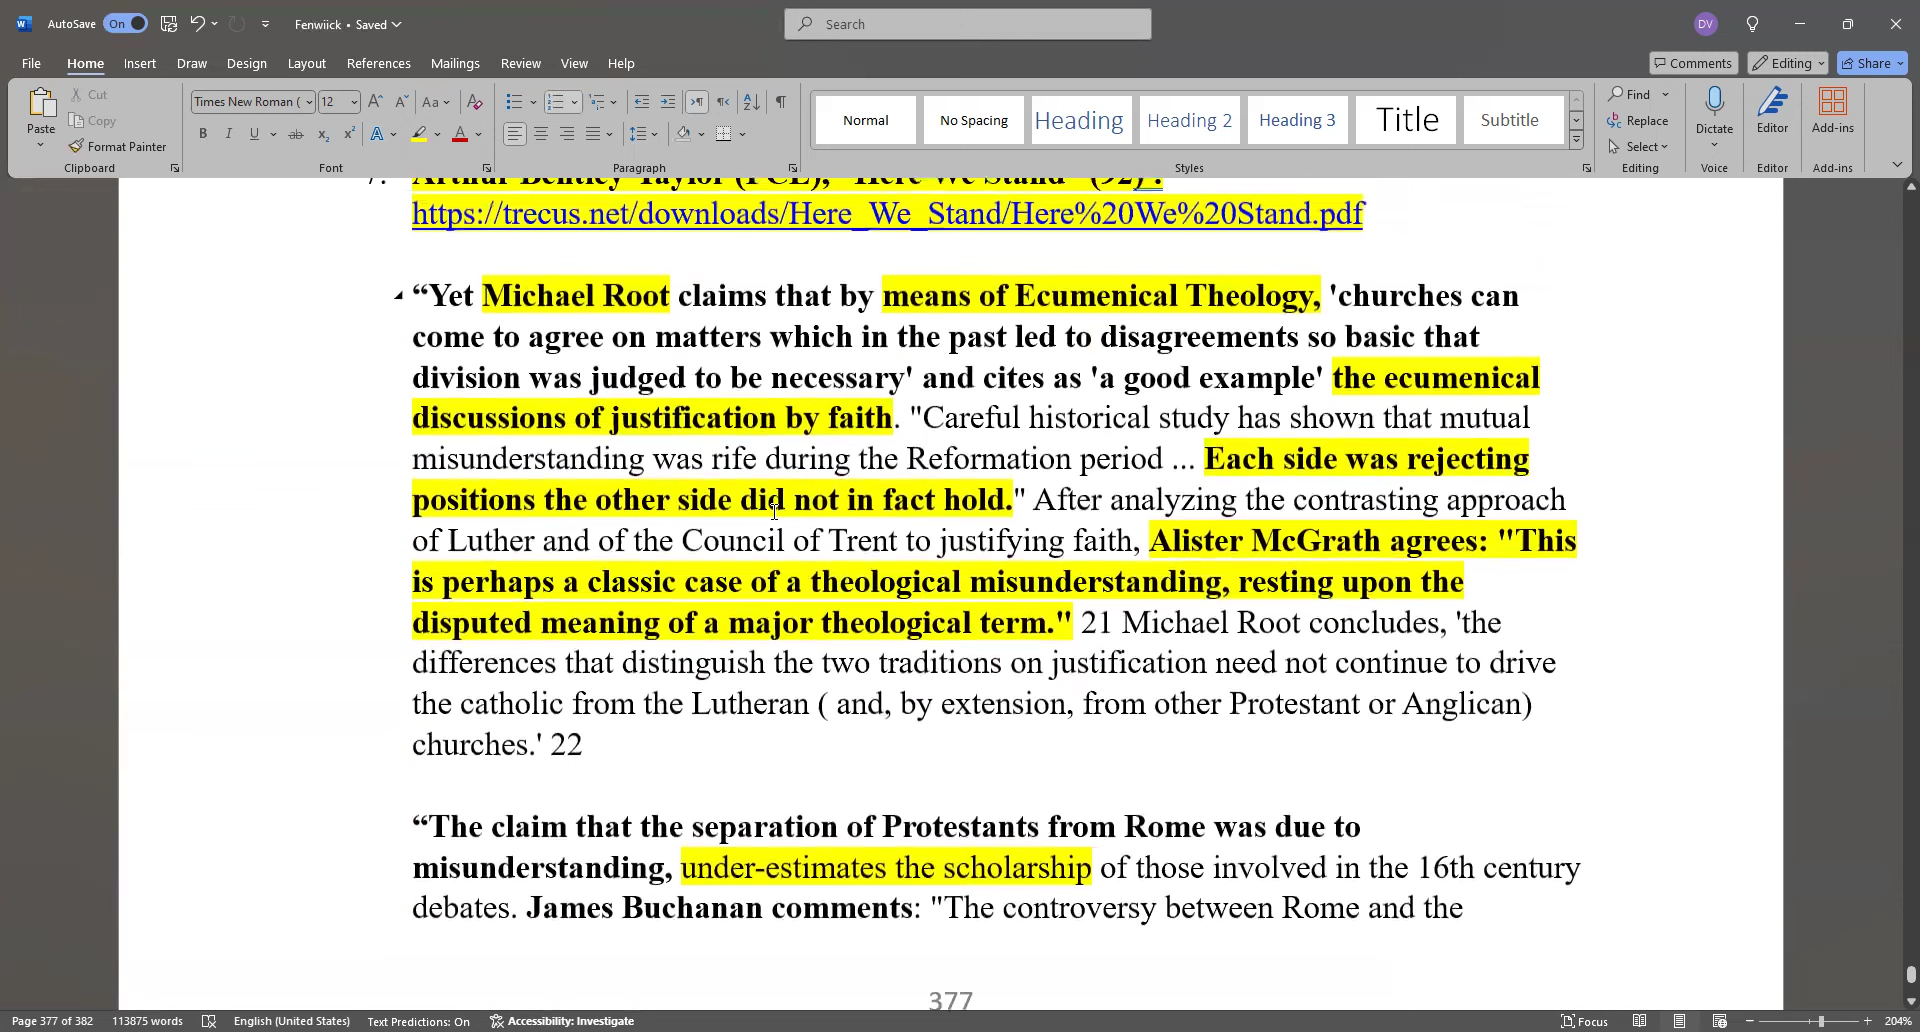 AutoSave On Fenwiick • Saved Search DV
File Home Insert Draw Design Layout References Mailings Review View Help Comments Editing Share
Paste Cut Copy Format Painter Clipboard
Times New Roman ( 12 Aa Font
Paragraph
Normal No Spacing Heading Heading 2 Heading 3 Title Subtitle Styles
Find Replace Select Editing
Dictate Voice
Editor Editor
Add-ins Add-ins
7. Arthur Bentley-Taylor (FCE), "Here We Stand" (92) :
https://trecus.net/downloads/Here_We_Stand/Here%20We%20Stand.pdf
“Yet Michael Root claims that by means of Ecumenical Theology, 'churches can
come to agree on matters which in the past led to disagreements so basic that
division was judged to be necessary' and cites as 'a good example' the ecumenical
discussions of justification by faith. "Careful historical study has shown that mutual
misunderstanding was rife during the Reformation period ... Each side was rejecting
positions the other side did not in fact hold." After analyzing the contrasting approach
of Luther and of the Council of Trent to justifying faith, Alister McGrath agrees: "This
is perhaps a classic case of a theological misunderstanding, resting upon the
disputed meaning of a major theological term." 21 Michael Root concludes, 'the
differences that distinguish the two traditions on justification need not continue to drive
the catholic from the Lutheran ( and, by extension, from other Protestant or Anglican)
churches.' 22
“The claim that the separation of Protestants from Rome was due to
misunderstanding, under-estimates the scholarship of those involved in the 16th century
debates. James Buchanan comments: "The controversy between Rome and the
377
Page 377 of 382 113875 words English (United States) Text Predictions: On Accessibility: Investigate Focus 204%